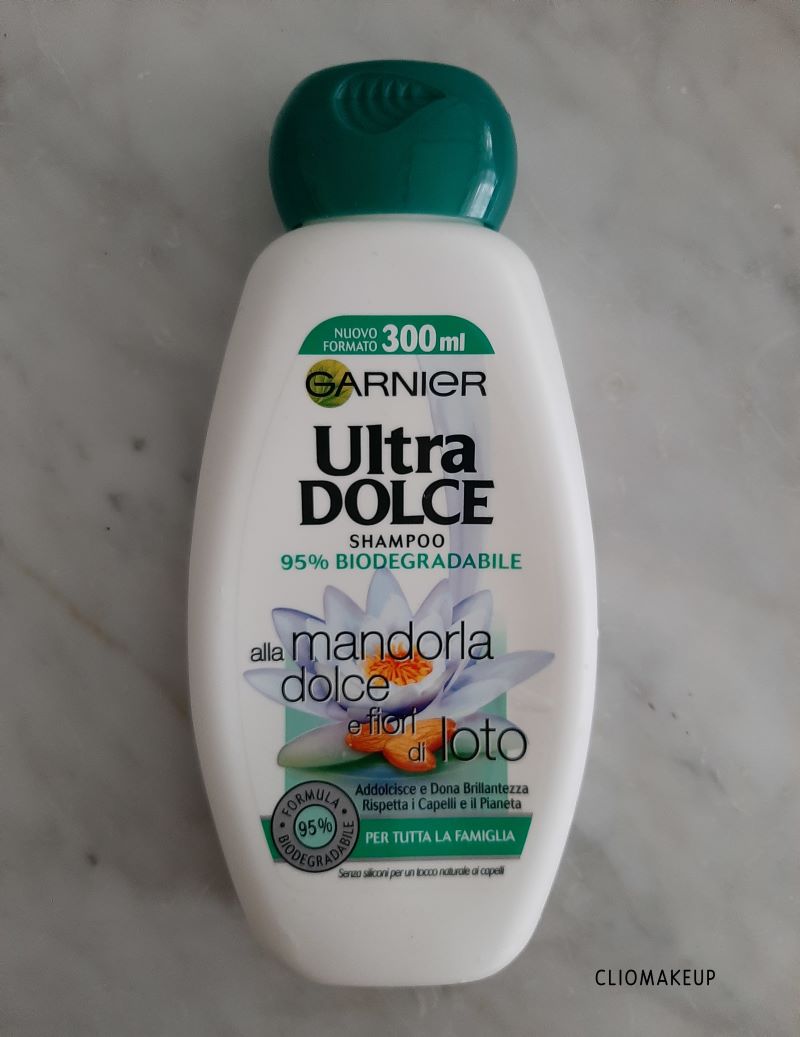 NUOVO
FORMATO 300ml
GARNIER
Ultra
DOLCE
SHAMPOO
95% BIODEGRADABILE
alla mandorla
dolce
e fiori
di loto
Addolcisce e Dona Brillantezza
Rispetta i Capelli e il Pianeta
FORMULA
95%
BIODEGRADABILE
PER TUTTA LA FAMIGLIA
Senza siliconi per un tocco naturale ai capelli
CLIOMAKEUP